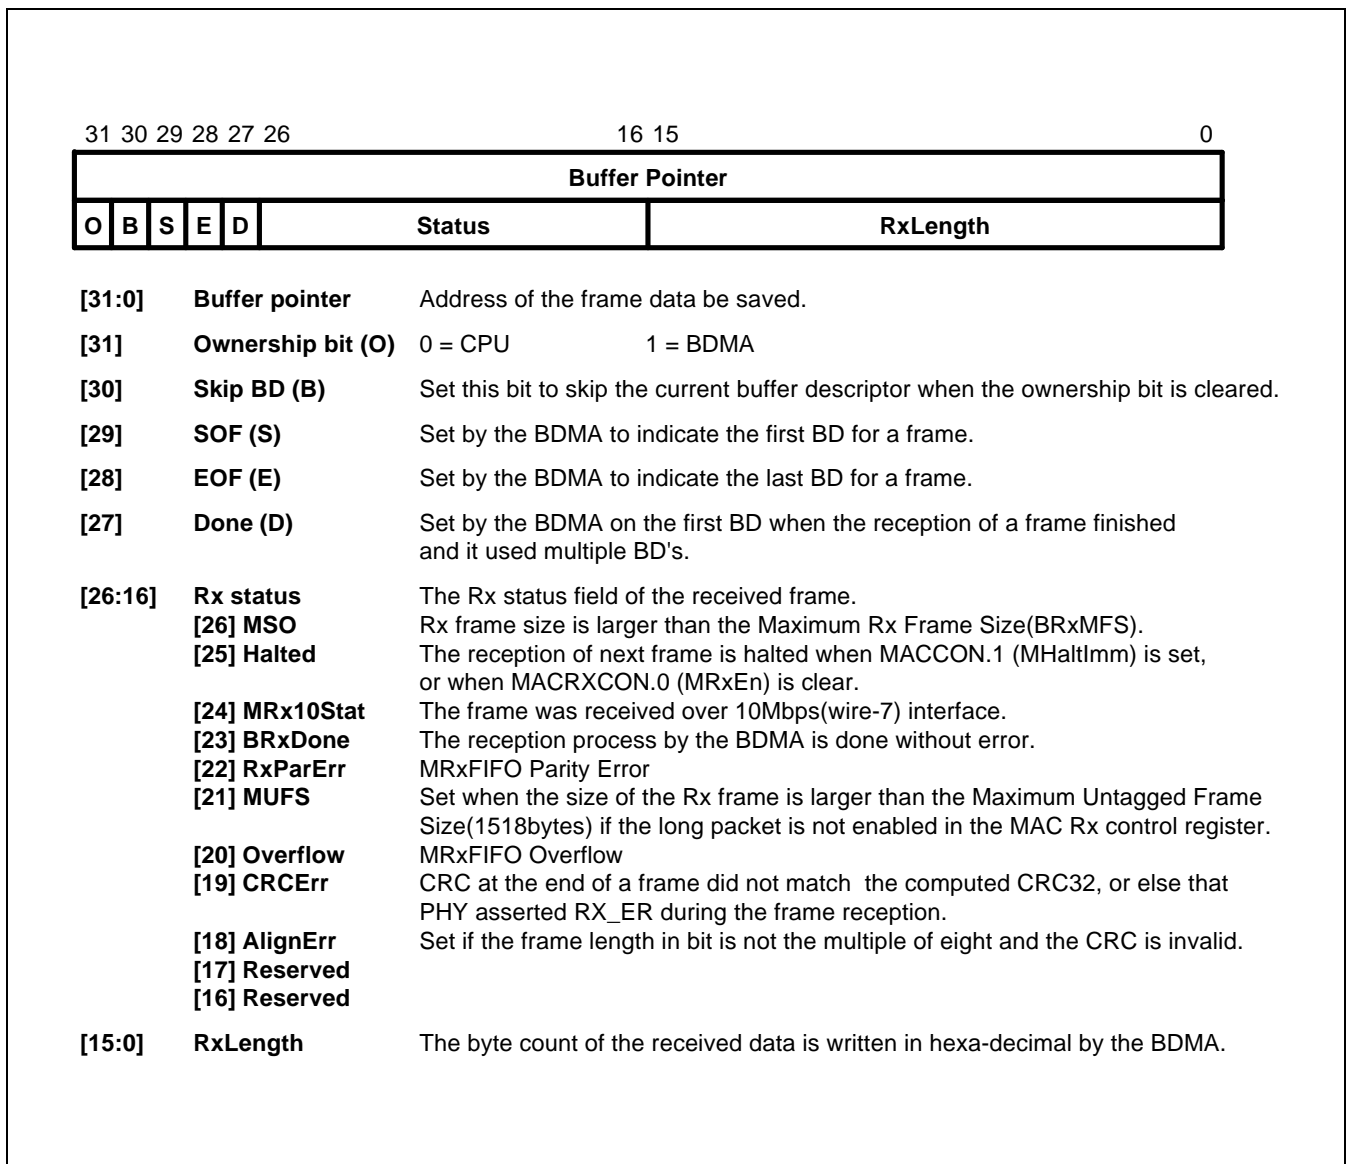 31 30 29 28 27 26 16 15 0
Buffer Pointer
O B S E D Status RxLength
[31:0] Buffer pointer Address of the frame data be saved.
[31] Ownership bit (O) 0 = CPU 1 = BDMA
[30] Skip BD (B) Set this bit to skip the current buffer descriptor when the ownership bit is cleared.
[29] SOF (S) Set by the BDMA to indicate the first BD for a frame.
[28] EOF (E) Set by the BDMA to indicate the last BD for a frame.
[27] Done (D) Set by the BDMA on the first BD when the reception of a frame finished
and it used multiple BD's.
[26:16] Rx status The Rx status field of the received frame.
[26] MSO Rx frame size is larger than the Maximum Rx Frame Size(BRxMFS).
[25] Halted The reception of next frame is halted when MACCON.1 (MHaltImm) is set,
or when MACRXCON.0 (MRxEn) is clear.
[24] MRx10Stat The frame was received over 10Mbps(wire-7) interface.
[23] BRxDone The reception process by the BDMA is done without error.
[22] RxParErr MRxFIFO Parity Error
[21] MUFS Set when the size of the Rx frame is larger than the Maximum Untagged Frame
Size(1518bytes) if the long packet is not enabled in the MAC Rx control register.
[20] Overflow MRxFIFO Overflow
[19] CRCErr CRC at the end of a frame did not match the computed CRC32, or else that
PHY asserted RX_ER during the frame reception.
[18] AlignErr Set if the frame length in bit is not the multiple of eight and the CRC is invalid.
[17] Reserved
[16] Reserved
[15:0] RxLength The byte count of the received data is written in hexa-decimal by the BDMA.